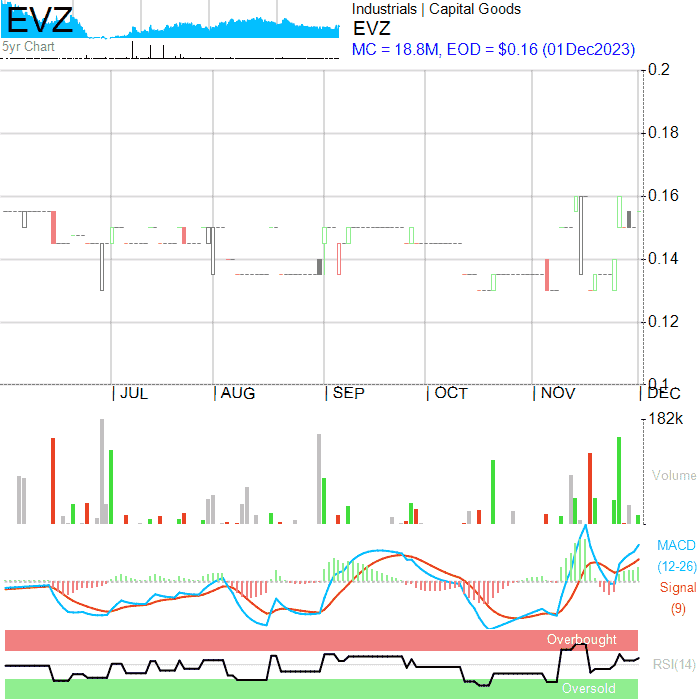 EVZ
5yr Chart
Industrials | Capital Goods
EVZ
MC = 18.8M, EOD = $0.16 (01Dec2023)
0.2
0.18
0.16
0.14
0.12
0.1
JUL AUG SEP OCT NOV DEC
182k
Volume
MACD
(12-26)
Signal
(9)
Overbought
RSI(14)
Oversold